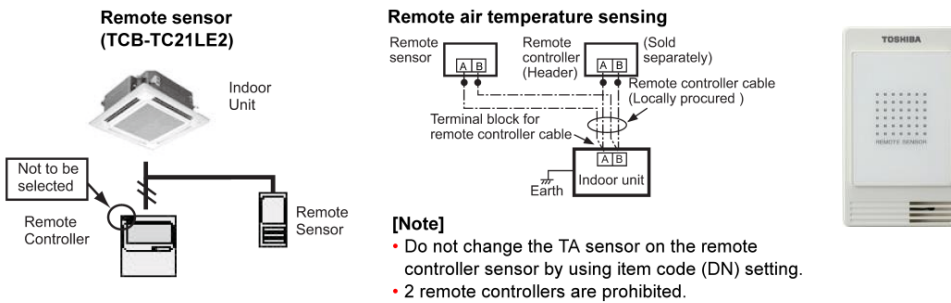 Remote sensor
(TCB-TC21LE2)
Indoor
Unit
Not to be
selected
Remote
Controller
Remote
Sensor
Remote air temperature sensing
Remote
sensor
A B
Remote
controller
(Header)
A B
(Sold
separately)
Remote controller cable
(Locally procured )
Terminal block for
remote controller cable
A B
Indoor unit
Earth
[Note]
• Do not change the TA sensor on the remote
controller sensor by using item code (DN) setting.
• 2 remote controllers are prohibited.
TOSHIBA
REMOTE SENSOR